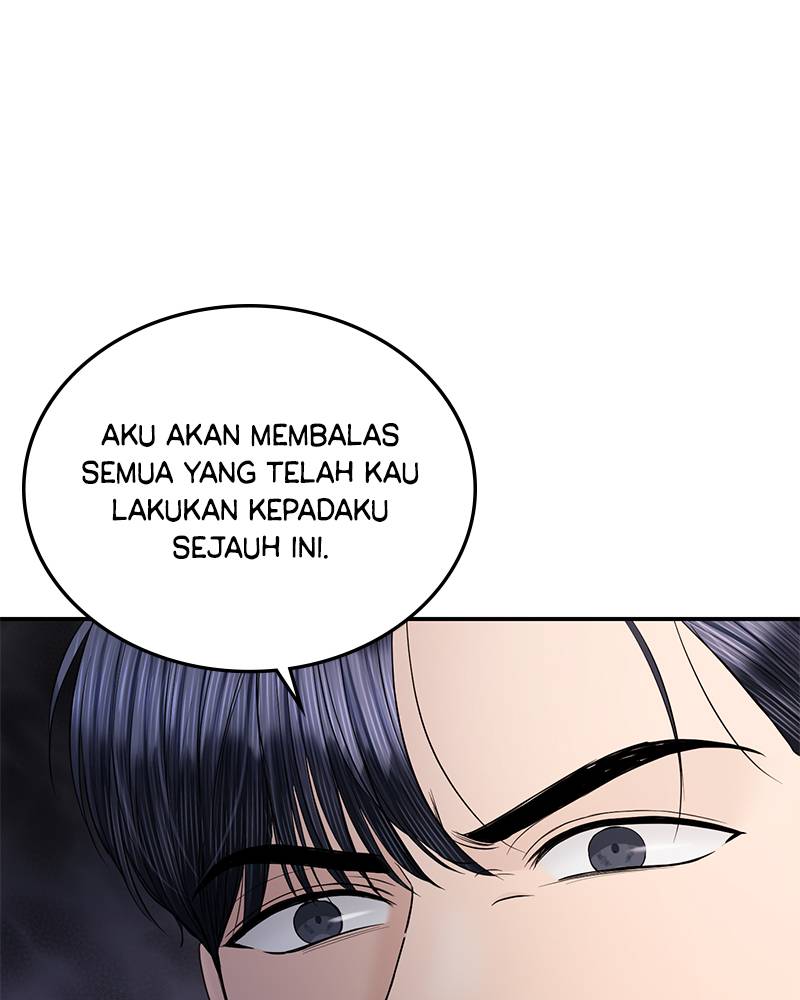 AKU AKAN MEMBALAS
SEMUA YANG TELAH KAU
LAKUKAN KEPADAKU
SEJAUH INI.